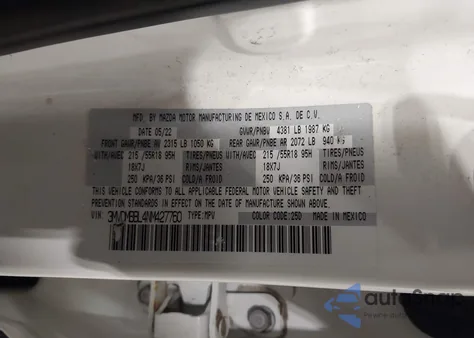 MFD. BY MAZDA MOTOR MANUFACTURING DE MEXICO S.A. DE C.V.
DATE 05/22 GVWR/PNBV 4381 LB 1987 KG
FRONT GAWR/PNBE AV 2315 LB 1050 KG REAR GAWR/PNBE AR 2072 LB 940 KG
WITH/AVEC 215 /55R18 95H TIRES/PNEUS WITH/AVEC 215 /55R18 95H TIRES/PNEUS
18X7J RIMS/JANTES 18X7J RIMS/JANTES
250 KPA/36 PSI COLD/A FROID 250 KPA/36 PSI COLD/A FROID
THIS VEHICLE CONFORMS TO ALL APPLICABLE FEDERAL MOTOR VEHICLE SAFETY AND THEFT
PREVENTION STANDARDS IN EFFECT ON THE DATE OF MANUFACTURE SHOWN ABOVE.
VIN: 3MVDMBBL4NM427760 TYPE: MPV COLOR CODE: 25D MADE IN MEXICO
autoSnap